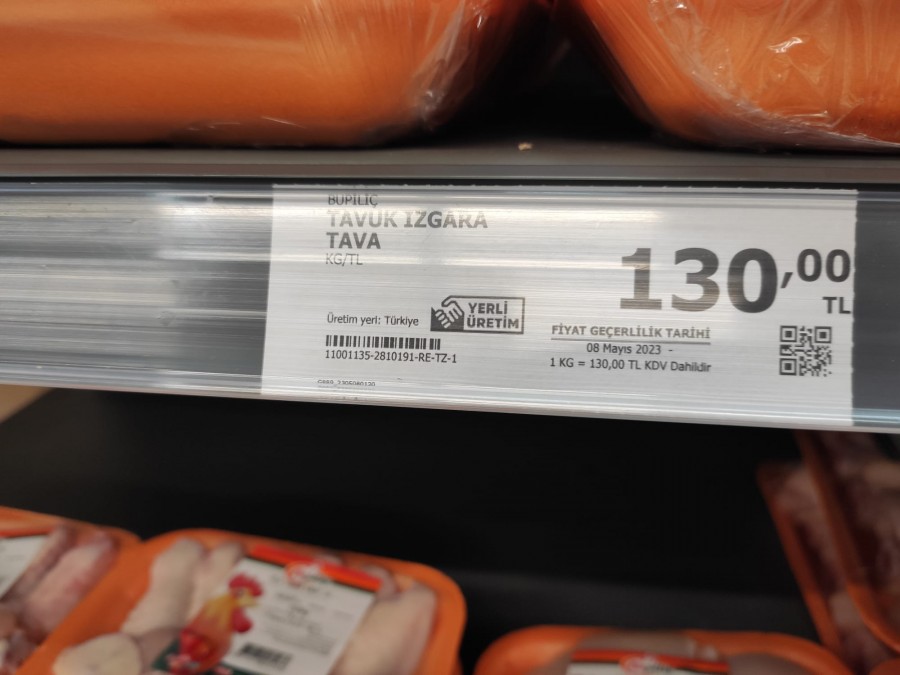 BUPİLİÇ
TAVUK IZGARA
TAVA
KG/TL
130,00
TL
Üretim yeri: Türkiye
YERLİ
ÜRETİM
11001135-2810191-RE-TZ-1
FİYAT GEÇERLİLİK TARİHİ
08 Mayıs 2023 -
1 KG = 130,00 TL KDV Dahildir